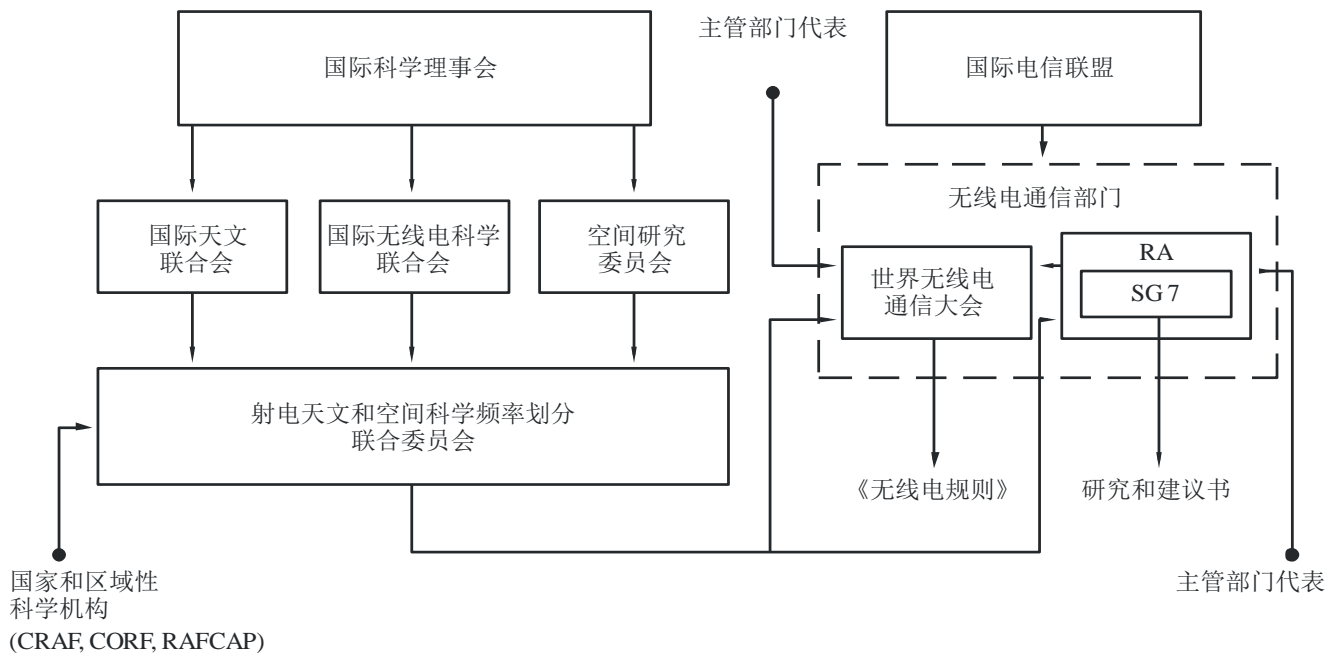 主管部门代表
国际科学理事会
国际电信联盟
无线电通信部门
国际天文
联合会
国际无线电科学
联合会
空间研究
委员会
世界无线电
通信大会
RA
SG 7
射电天文和空间科学频率划分
联合委员会
《无线电规则》
研究和建议书
国家和区域性
科学机构
(CRAF, CORF, RAFCAP)
主管部门代表